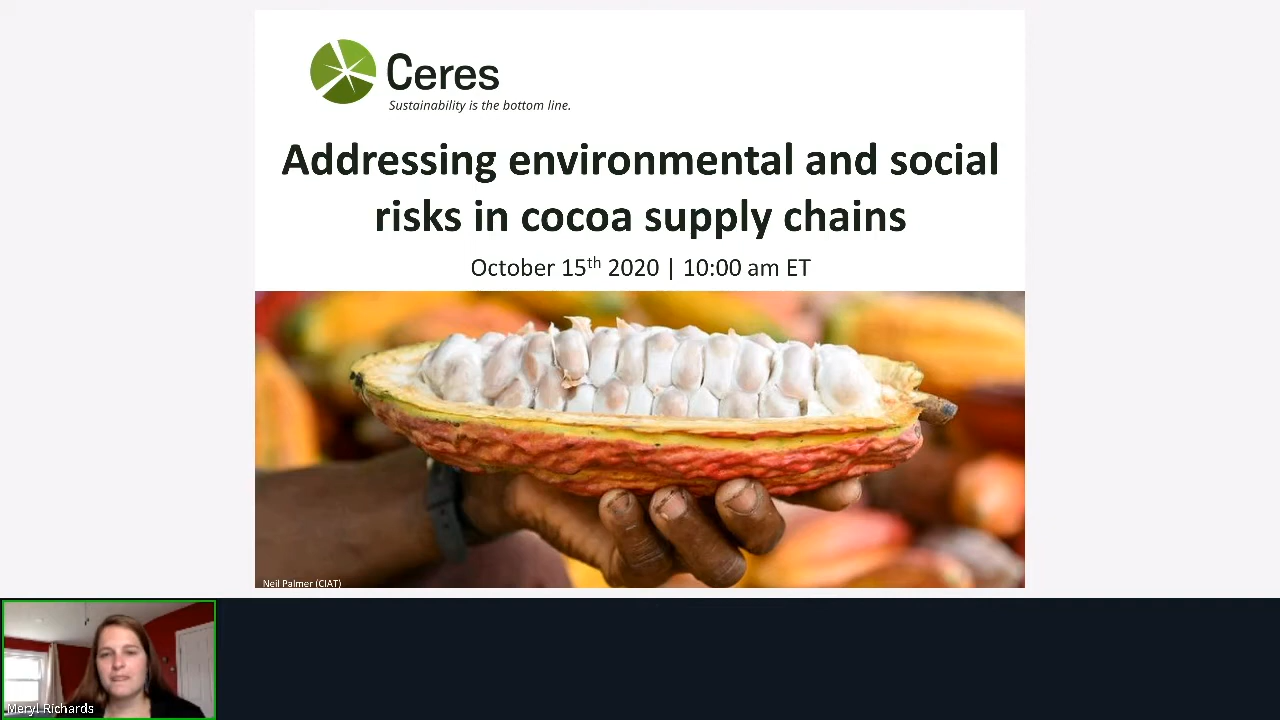 Ceres
Sustainability is the bottom line.
Addressing environmental and social
risks in cocoa supply chains
October 15th 2020 | 10:00 am ET
Neil Palmer (CIAT)
Meryl Richards